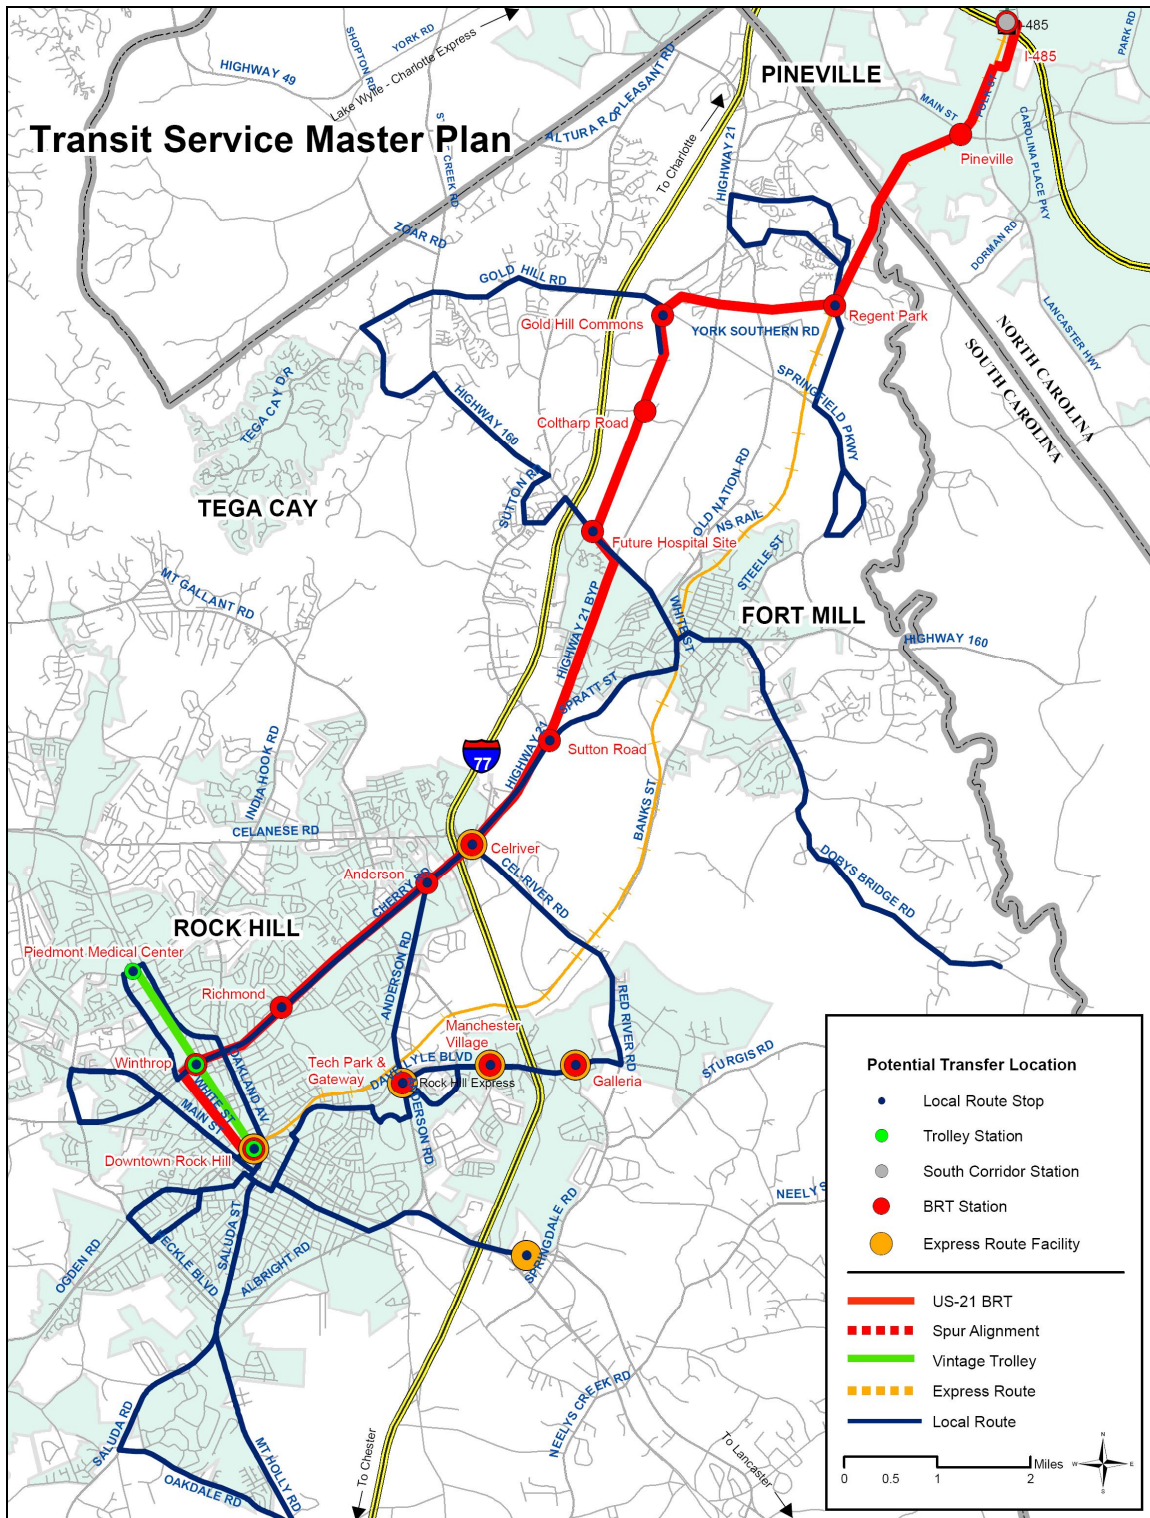 Transit Service Master Plan
SHOPTON RD
YORK RD
HIGHWAY 49
Lake Wylie - Charlotte Express
ALTURA RD
PLEASANT RD
PINEVILLE
I-485
I-485
PARK RD
MAIN ST
POLK ST
Pineville
CAROLINA PLACE PKY
To Charlotte
HIGHWAY 21
ZOAR RD
DORMAN RD
GOLD HILL RD
Gold Hill Commons
YORK SOUTHERN RD
Regent Park
LANCASTER HWY
NORTH CAROLINA
SOUTH CAROLINA
TEGA CAY DR
HIGHWAY 160
SPRINGFIELD PKWY
Coltharp Road
TEGA CAY
SUTTON RD
OLD NATION RD
NS RAIL
Future Hospital Site
STEELE ST
MT GALLANT RD
HIGHWAY 21 BYP
WHITE ST
FORT MILL
HIGHWAY 160
SPRATT ST
INDIA HOOK RD
77
HIGHWAY 21
Sutton Road
BANKS ST
CELANESE RD
Celriver
DOBYS BRIDGE RD
Anderson
CHERRY RD
CEL-RIVER RD
ROCK HILL
Piedmont Medical Center
Richmond
ANDERSON RD
RED RIVER RD
Manchester
Village
Winthrop
OAKLAND AV
Tech Park &
Gateway
DAVE LYLE BLVD
Rock Hill Express
Galleria
STURGIS RD
WHITE ST
MAIN ST
ANDERSON RD
Downtown Rock Hill
SALUDA ST
NEELYS
OGDEN RD
HECKLE BLVD
ALBRIGHT RD
SPRINGDALE RD
SALUDA RD
MT HOLLY RD
OAKDALE RD
NEELYS CREEK RD
To Chester
To Lancaster
Potential Transfer Location
Local Route Stop
Trolley Station
South Corridor Station
BRT Station
Express Route Facility
US-21 BRT
Spur Alignment
Vintage Trolley
Express Route
Local Route
Miles
0 0.5 1 2
N
W E
S